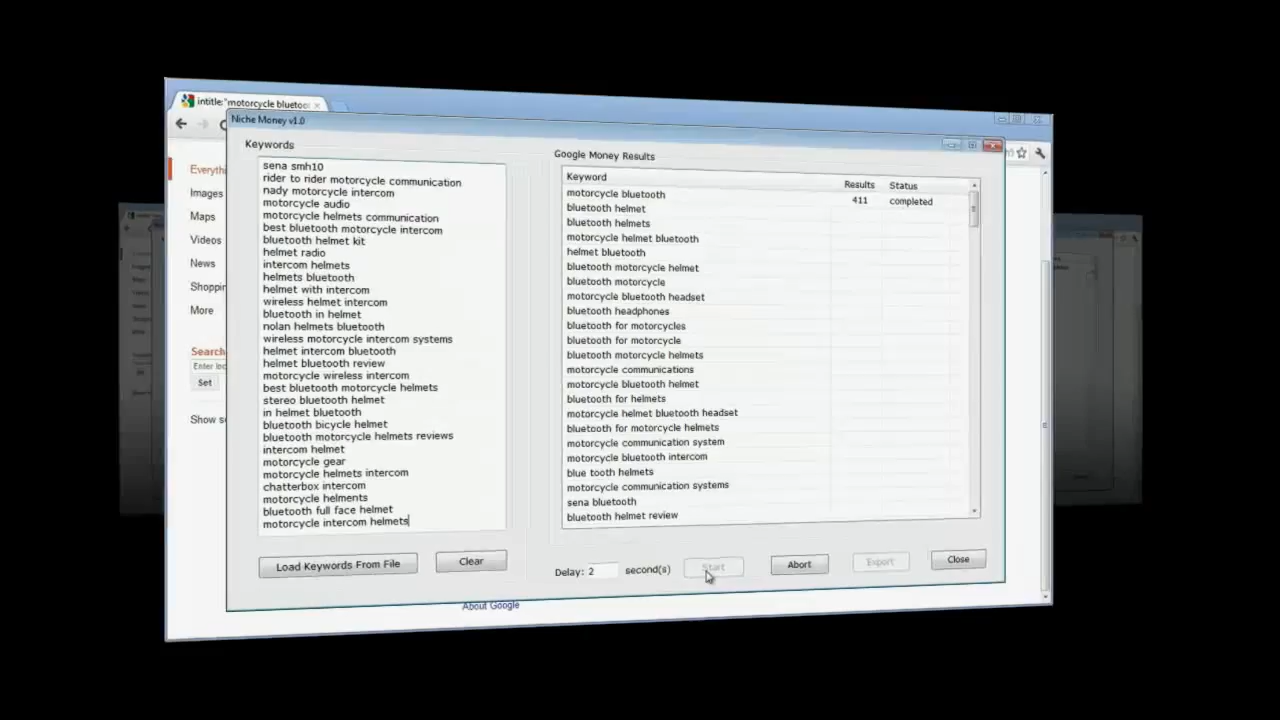 intitle:"motorcycle bluetoo
Niche Money v1.0
Everythi
Images
Maps
Videos
News
Shoppin
More
Search
Enter loc
Set
Show se
Keywords
sena smh10
rider to rider motorcycle communication
nady motorcycle intercom
motorcycle audio
motorcycle helmets communication
best bluetooth motorcycle intercom
bluetooth helmet kit
helmet radio
intercom helmets
helmets bluetooth
helmet with intercom
wireless helmet intercom
bluetooth in helmet
nolan helmets bluetooth
wireless motorcycle intercom systems
helmet intercom bluetooth
helmet bluetooth review
motorcycle wireless intercom
best bluetooth motorcycle helmets
stereo bluetooth helmet
in helmet bluetooth
bluetooth bicycle helmet
bluetooth motorcycle helmets reviews
intercom helmet
motorcycle gear
motorcycle helmets intercom
chatterbox intercom
motorcycle helments
bluetooth full face helmet
motorcycle intercom helmets
Load Keywords From File
Clear
Google Money Results
Keyword Results Status
motorcycle bluetooth 411 completed
bluetooth helmet
bluetooth helmets
motorcycle helmet bluetooth
helmet bluetooth
bluetooth motorcycle helmet
bluetooth motorcycle
motorcycle bluetooth headset
bluetooth headphones
bluetooth for motorcycles
bluetooth for motorcycle
bluetooth motorcycle helmets
motorcycle communications
motorcycle bluetooth helmet
bluetooth for helmets
motorcycle helmet bluetooth headset
bluetooth for motorcycle helmets
motorcycle communication system
motorcycle bluetooth intercom
blue tooth helmets
motorcycle communication systems
sena bluetooth
bluetooth helmet review
Delay: 2 second(s)
Start
Abort
Export
Close
About Google